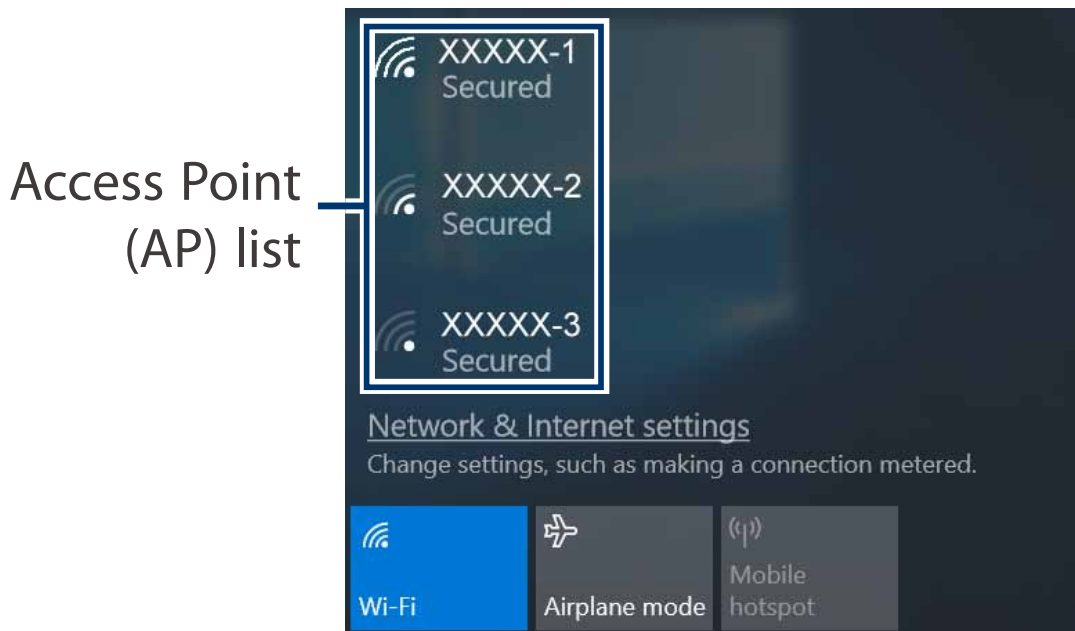 Access Point
(AP) list
XXXXX-1
Secured
XXXXX-2
Secured
XXXXX-3
Secured
Network & Internet settings
Change settings, such as making a connection metered.
Wi-Fi
Airplane mode
Mobile
hotspot